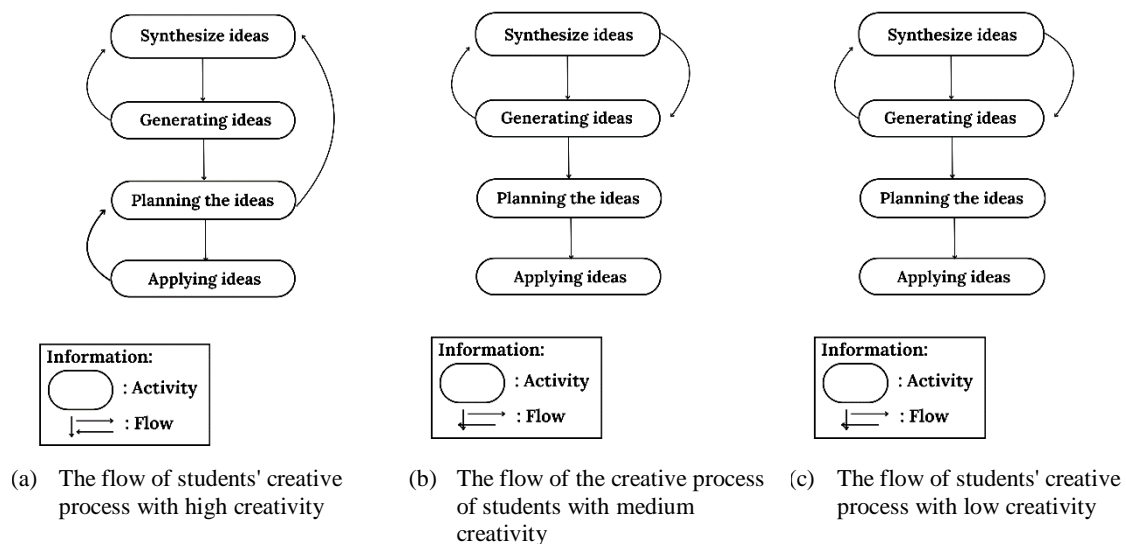 Synthesize ideas
Generating ideas
Planning the ideas
Applying ideas
Information:
: Activity
: Flow
(a) The flow of students' creative
process with high creativity
Synthesize ideas
Generating ideas
Planning the ideas
Applying ideas
Information:
: Activity
: Flow
(b) The flow of the creative process
of students with medium
creativity
Synthesize ideas
Generating ideas
Planning the ideas
Applying ideas
Information:
: Activity
: Flow
(c) The flow of students' creative
process with low creativity